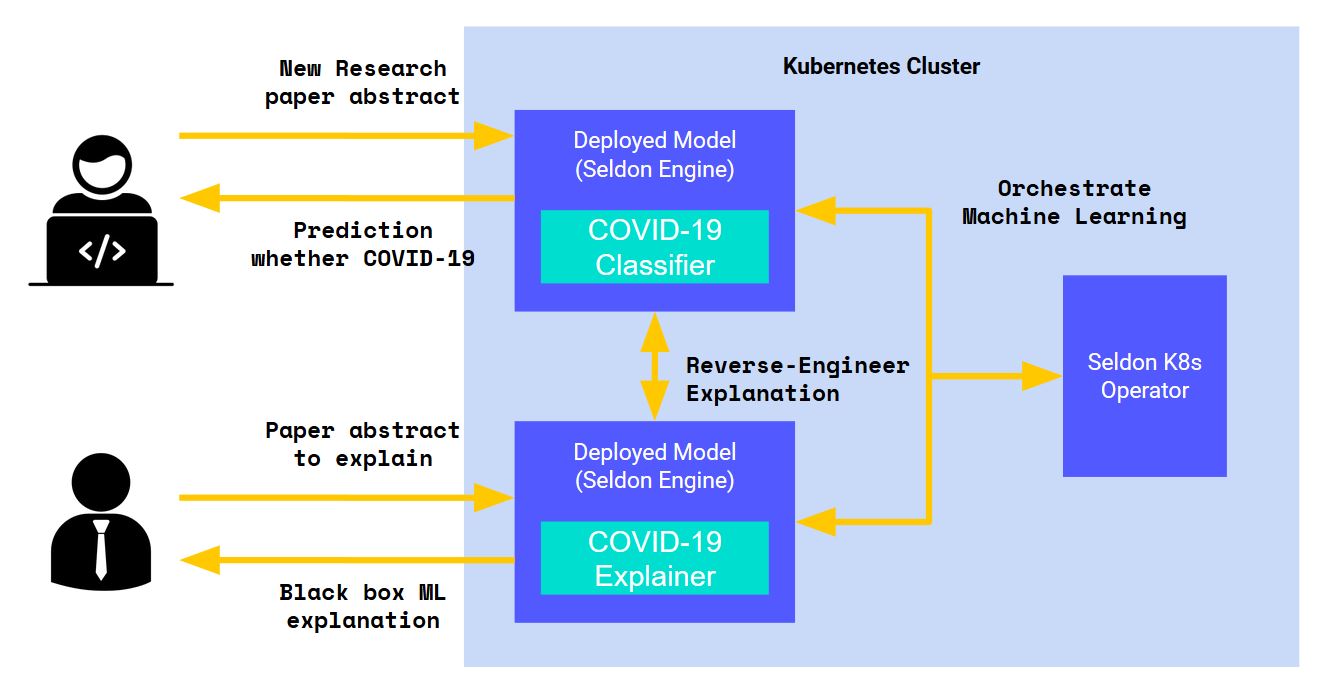 Kubernetes Cluster
New Research
paper abstract
Prediction
whether COVID-19
Deployed Model
(Seldon Engine)
COVID-19
Classifier
Orchestrate
Machine Learning
Reverse-Engineer
Explanation
Seldon K8s
Operator
Paper abstract
to explain
Black box ML
explanation
Deployed Model
(Seldon Engine)
COVID-19
Explainer
</>